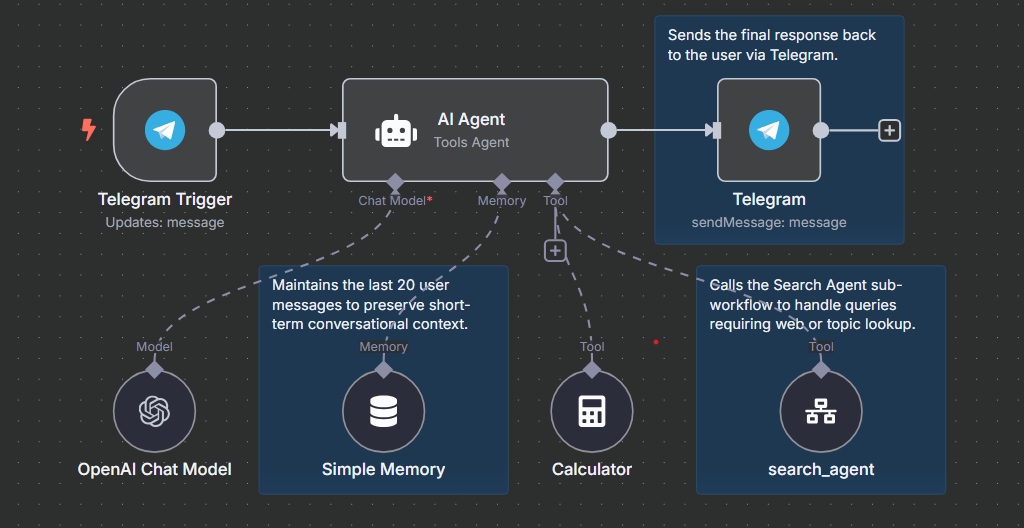 Sends the final response back
to the user via Telegram.
AI Agent
Tools Agent
Telegram Trigger
Updates: message
Chat Model*
Memory
Tool
Telegram
sendMessage: message
Maintains the last 20 user
messages to preserve short-
term conversational context.
Calls the Search Agent sub-
workflow to handle queries
requiring web or topic lookup.
Model
Memory
Tool
Tool
OpenAI Chat Model
Simple Memory
Calculator
search_agent